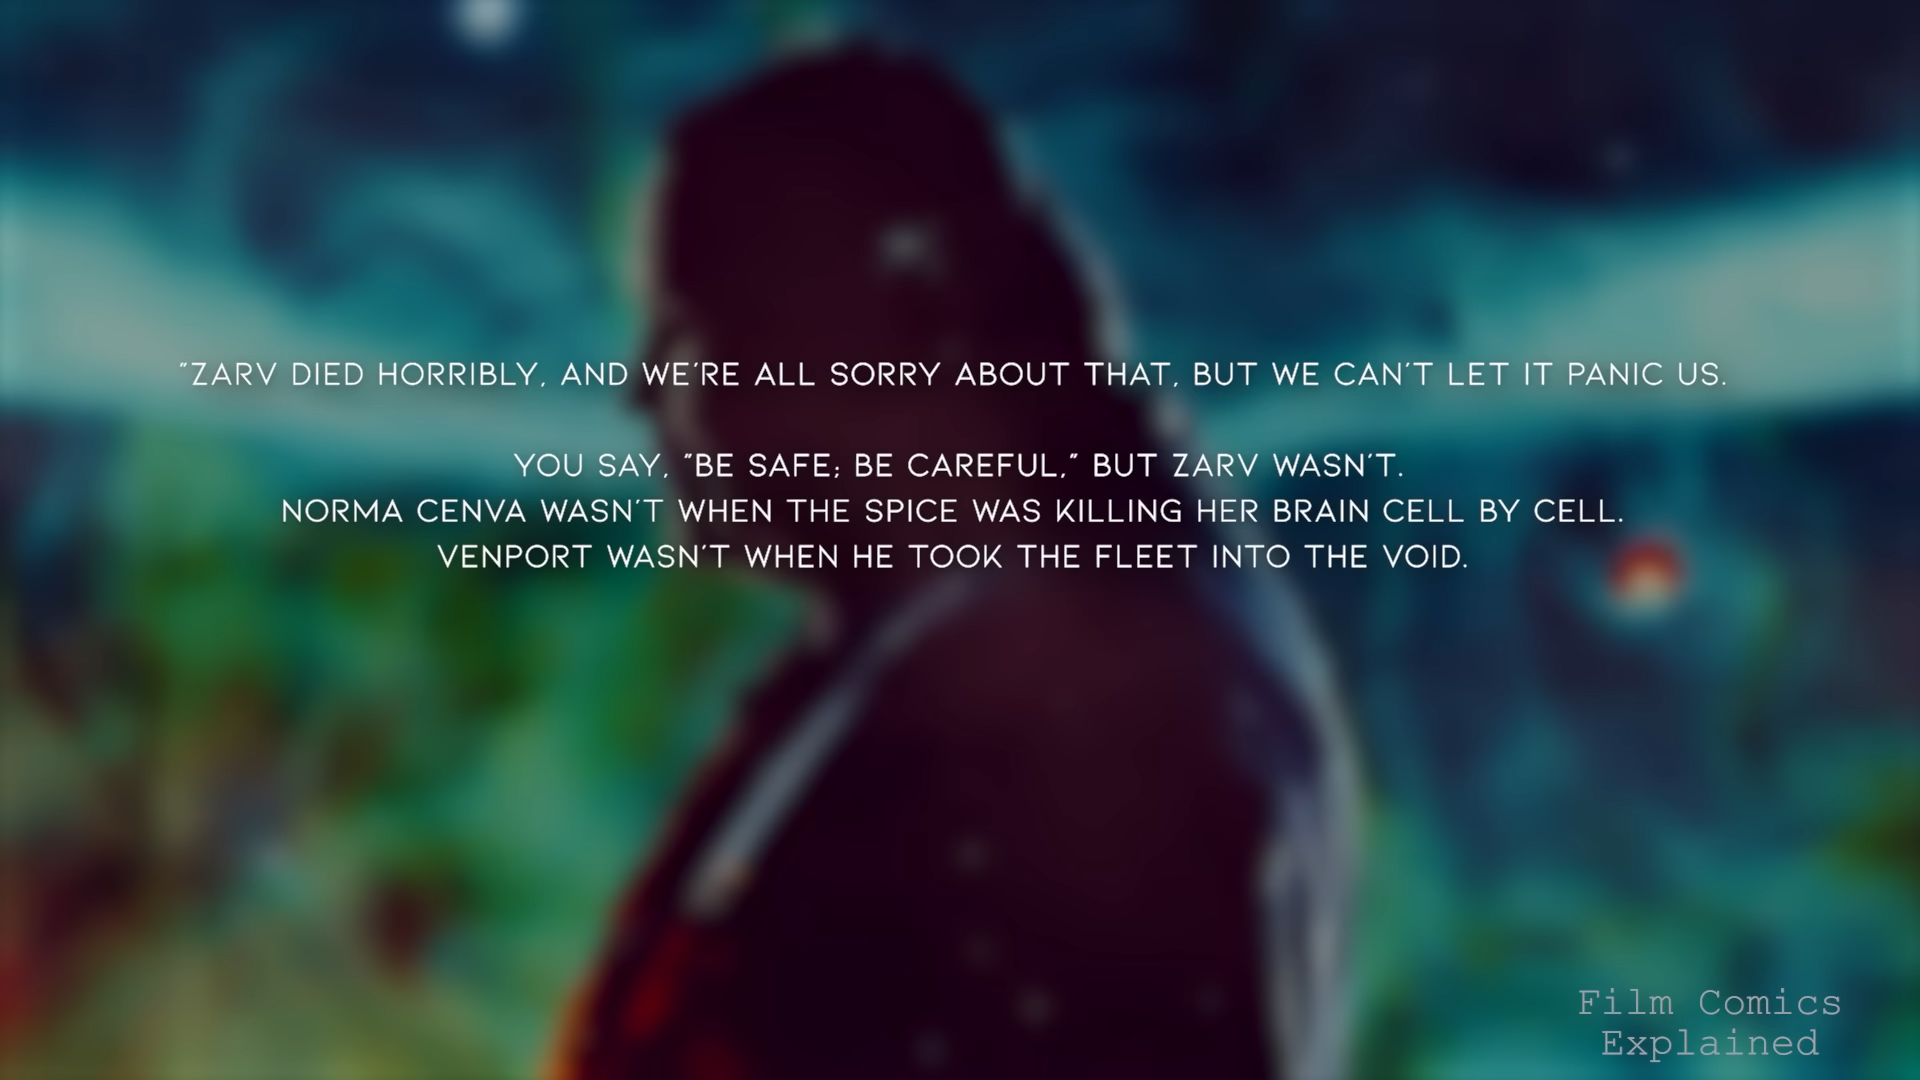 "ZARV DIED HORRIBLY, AND WE'RE ALL SORRY ABOUT THAT, BUT WE CAN'T LET IT PANIC US.
YOU SAY, "BE SAFE; BE CAREFUL," BUT ZARV WASN'T.
NORMA CENVA WASN'T WHEN THE SPICE WAS KILLING HER BRAIN CELL BY CELL.
VENPORT WASN'T WHEN HE TOOK THE FLEET INTO THE VOID.
Film Comics
Explained